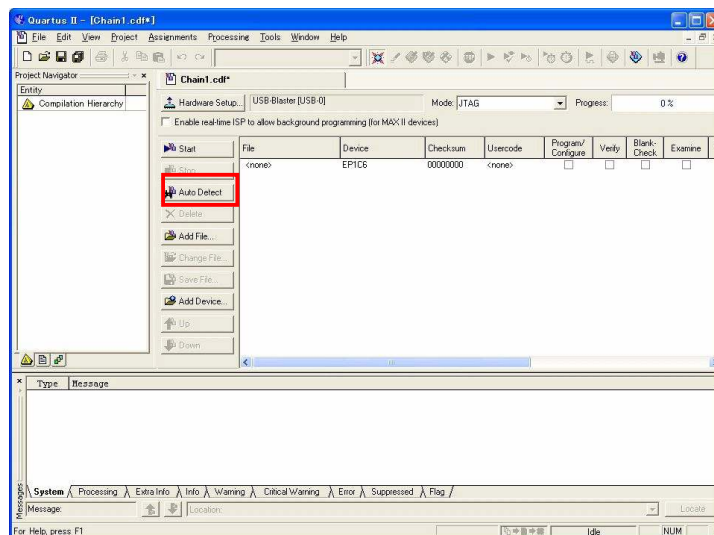 Quartus II - [Chain1.cdf*]
File Edit View Project Assignments Processing Tools Window Help
Project Navigator
Entity
Compilation Hierarchy
Chain1.cdf*
Hardware Setup... USB-Blaster [USB-0] Mode: JTAG Progress: 0 %
Enable real-time ISP to allow background programming (for MAX II devices)
Start
Stop
Auto Detect
Delete
Add File...
Change File...
Save File...
Add Device...
Up
Down
File Device Checksum Usercode Program/ Configure Verify Blank- Check Examine
<none> EP1C6 00000000 <none>
Type Message
System Processing Extra Info Info Warning Critical Warning Error Suppressed Flag
Messages
Message: Location: Locate
For Help, press F1 Idle NUM